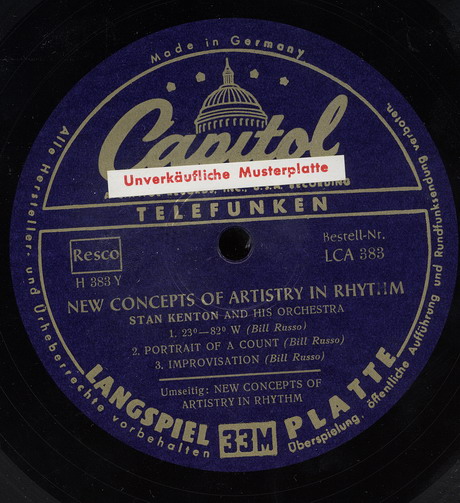 Made in Germany
Capitol
Unverkäufliche Musterplatte
RECORDS, INC., U.S.A. RECORDING
TELEFUNKEN
Resco
H 383 Y
Bestell-Nr.
LCA 383
NEW CONCEPTS OF ARTISTRY IN RHYTHM
STAN KENTON AND HIS ORCHESTRA
1. 23°—82° W (Bill Russo)
2. PORTRAIT OF A COUNT (Bill Russo)
3. IMPROVISATION (Bill Russo)
Umseitig: NEW CONCEPTS OF
ARTISTRY IN RHYTHM
LANGSPIEL 33M PLATTE
Alle Hersteller- und Urheberrechte vorbehalten
Überspielung, öffentliche Aufführung und Rundfunksendung verboten.